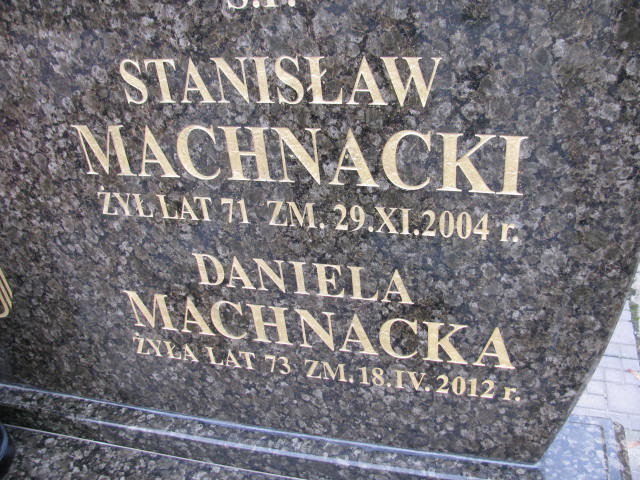 Ś.P.
STANISŁAW
MACHNACKI
ŻYŁ LAT 71 ZM. 29.XI.2004 r.
DANIELA
MACHNACKA
ŻYŁA LAT 73 ZM. 18.IV. 2012 r.